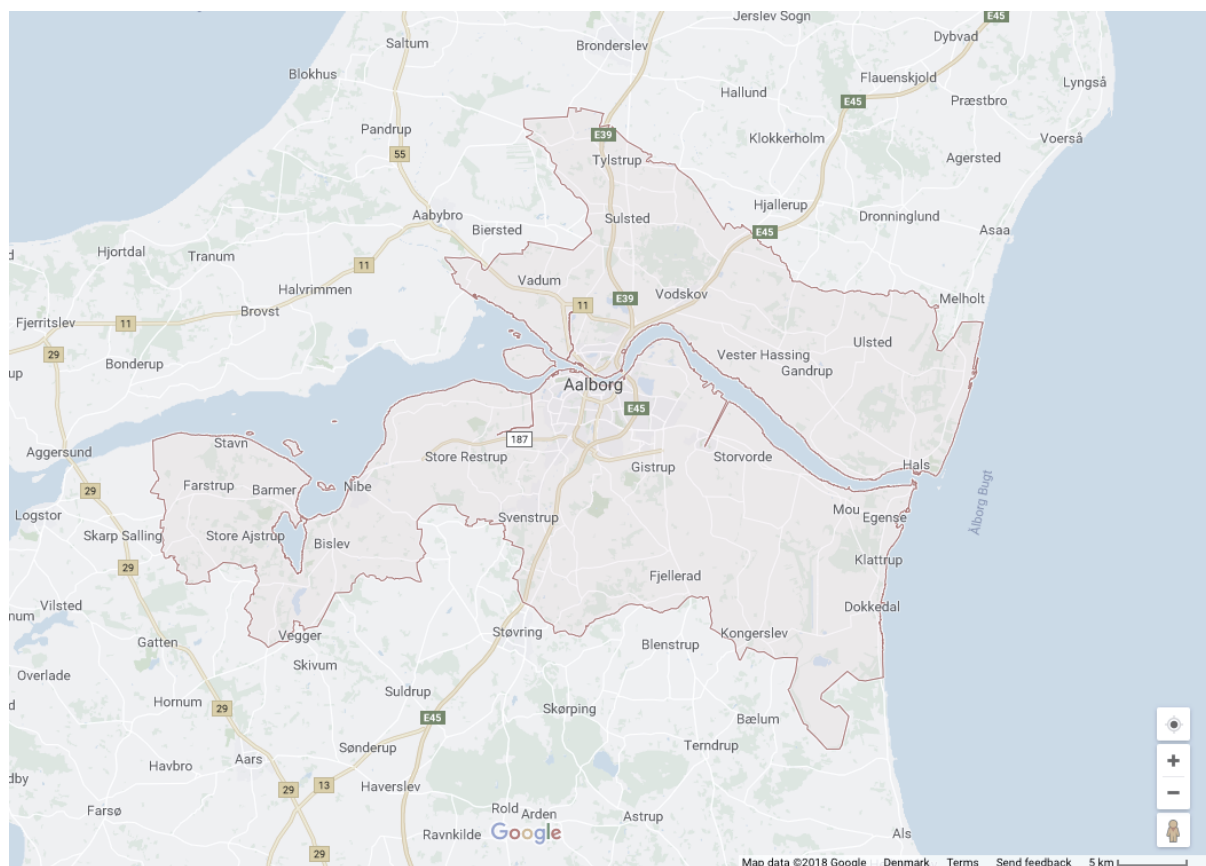 Jerslev Sogn
E45
Dybvad
Saltum
Bronderslev
Blokhus
Flauenskjold
Lyngså
Hallund
E45
Præstbro
Pandrup
E39
Klokkerholm
Voerså
55
Tylstrup
Agersted
Hjallerup
Aabybro
Sulsted
Dronninglund
Biersted
E45
Asaa
Hjortdal
Tranum
11
Vadum
Halvrimmen
Vodskov
E39
Melholt
Brovst
11
Fjerritslev
11
Ulsted
29
Vester Hassing
Bonderup
Gandrup
up
Aalborg
E45
187
Stavn
Aggersund
Store Restrup
Storvorde
Gistrup
Hals
Farstrup
Barmer
Nibe
29
Ålborg Bugt
Logstor
Mou
Egense
Svenstrup
Skarp Salling
Store Ajstrup
Bislev
Klattrup
29
Fjellerad
Vilsted
num
Dokkedal
Støvring
Kongerslev
Vegger
Gatten
Blenstrup
Skivum
Overlade
Suldrup
Hornum
29
Skørping
E45
Bælum
Sønderup
Terndrup
Aars
Havbro
dby
13
Haverslev
29
Rold
Arden
Farsø
Astrup
Google
Ravnkilde
Als
29
Map data ©2018 Google Denmark Terms Send feedback 5 km